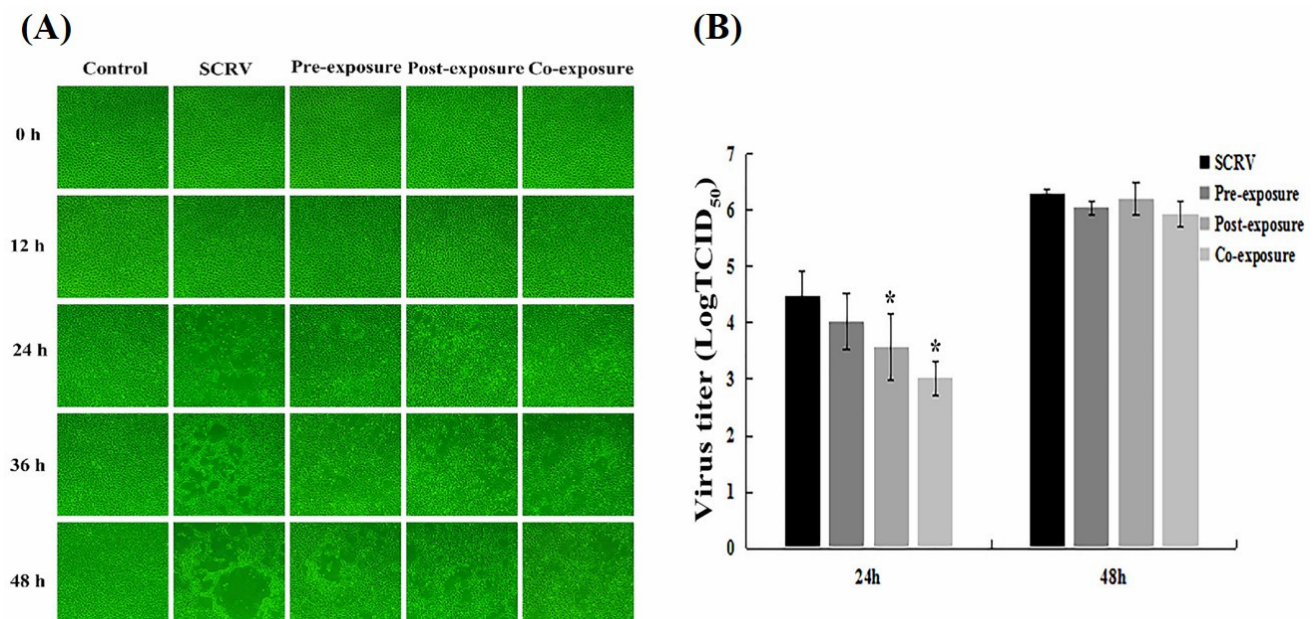 (A)
Control SCRV Pre-exposure Post-exposure Co-exposure
0 h
12 h
24 h
36 h
48 h
(B)
Virus titer (LogTCID50)
7
6
5
4
3
2
1
0
* *
24h 48h
SCRV
Pre-exposure
Post-exposure
Co-exposure